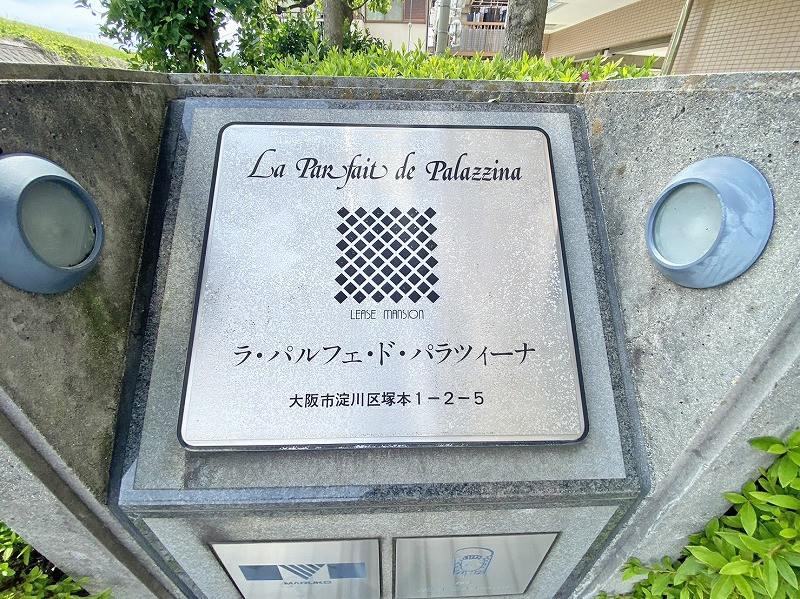 La Parfait de Palazzina
LEASE MANSION
ラ・パルフェ・ド・パラツィーナ
大阪市淀川区塚本1-2-5
MARUKO